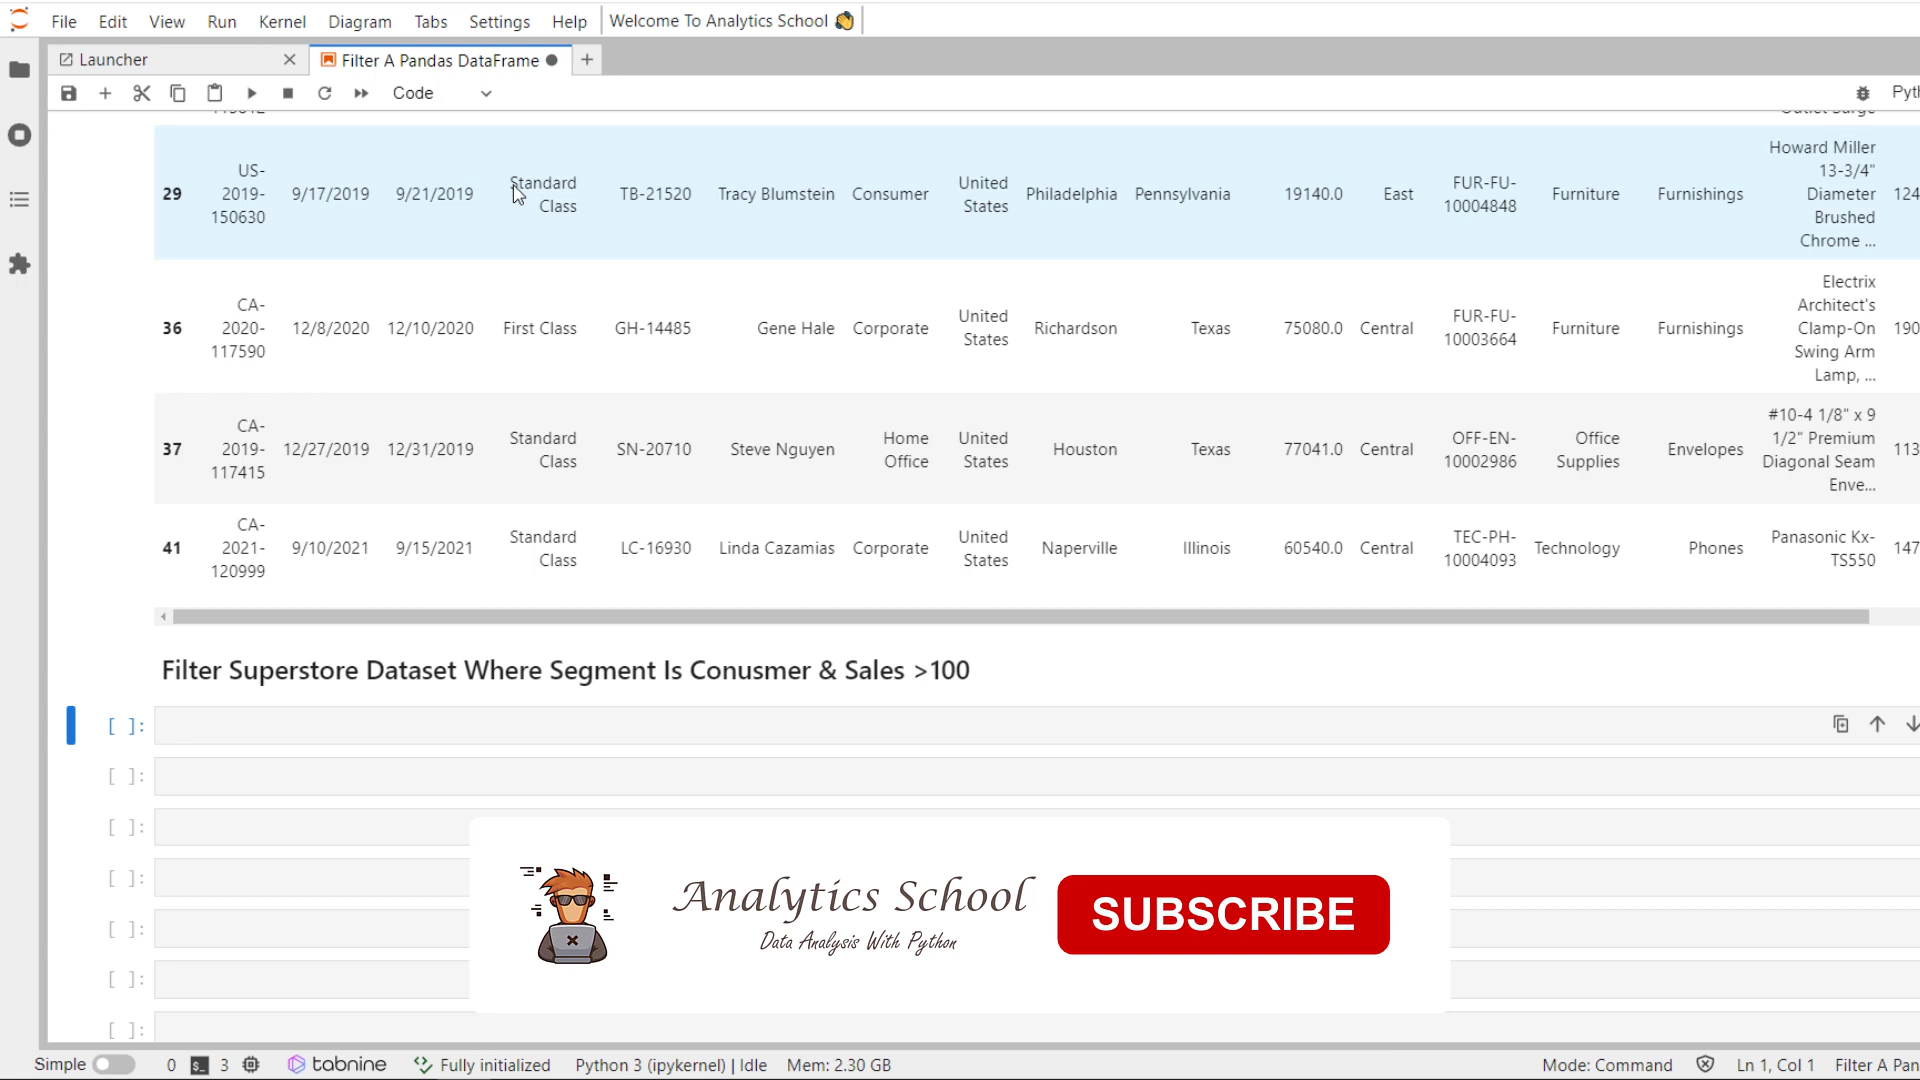 File Edit View Run Kernel Diagram Tabs Settings Help Welcome To Analytics School
Launcher Filter A Pandas DataFrame
Code
29 US-2019-150630 9/17/2019 9/21/2019 Standard Class TB-21520 Tracy Blumstein Consumer United States Philadelphia Pennsylvania 19140.0 East FUR-FU-10004848 Furniture Furnishings Howard Miller 13-3/4" Diameter Brushed Chrome ... 124
36 CA-2020-117590 12/8/2020 12/10/2020 First Class GH-14485 Gene Hale Corporate United States Richardson Texas 75080.0 Central FUR-FU-10003664 Furniture Furnishings Electrix Architect's Clamp-On Swing Arm Lamp, ... 190
37 CA-2019-117415 12/27/2019 12/31/2019 Standard Class SN-20710 Steve Nguyen Home Office United States Houston Texas 77041.0 Central OFF-EN-10002986 Office Supplies Envelopes #10-4 1/8" x 9 1/2" Premium Diagonal Seam Enve... 113
41 CA-2021-120999 9/10/2021 9/15/2021 Standard Class LC-16930 Linda Cazamias Corporate United States Naperville Illinois 60540.0 Central TEC-PH-10004093 Technology Phones Panasonic Kx-TS550 147
Filter Superstore Dataset Where Segment Is Conusmer & Sales >100
[ ]:
[ ]:
[ ]:
[ ]:
[ ]:
[ ]:
[ ]:
Analytics School
Data Analysis With Python
SUBSCRIBE
Simple 0 3 tabnine Fully initialized Python 3 (ipykernel) | Idle Mem: 2.30 GB Mode: Command Ln 1, Col 1 Filter A Pan